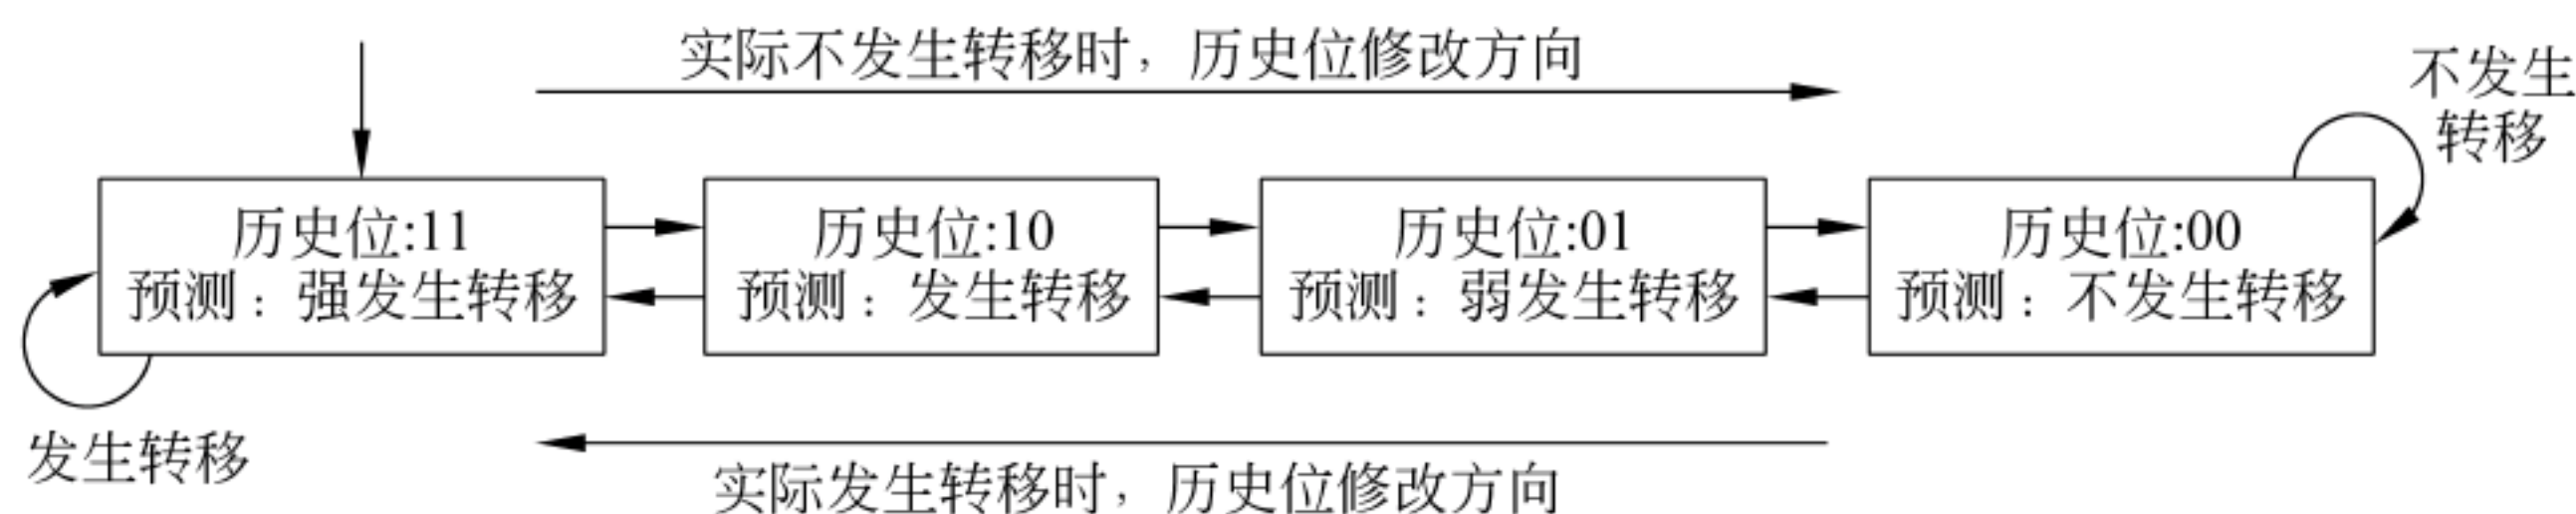 实际不发生转移时，历史位修改方向
不发生
转移
历史位:11
预测：强发生转移
历史位:10
预测：发生转移
历史位:01
预测：弱发生转移
历史位:00
预测：不发生转移
发生转移
实际发生转移时，历史位修改方向